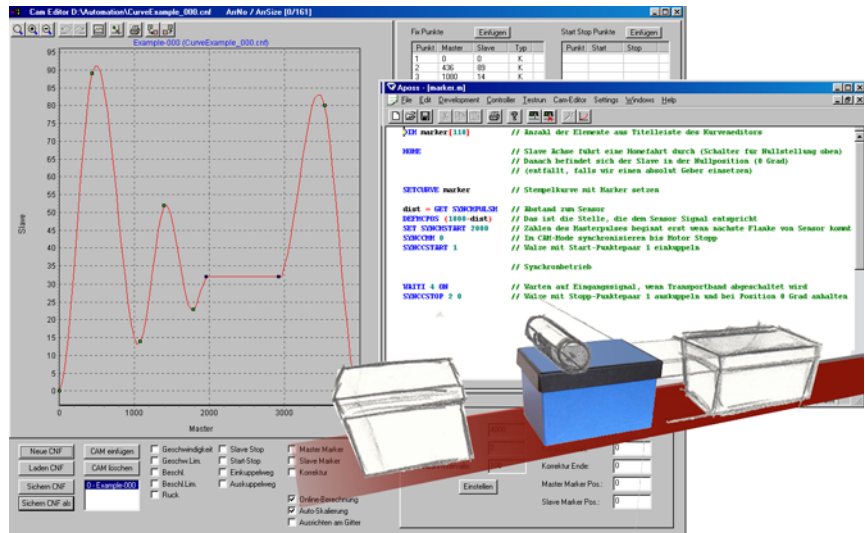 Cam Editor D:\Automation\CurveExample_000.cnf ArrNo / ArrSize [0/161]
Example-000 (CurveExample_000.cnf)
95
90
85
80
75
70
65
60
55
50
45
40
35
30
25
20
15
10
5
0
Slave
0 1000 2000 3000
Master
Fix Punkte Einfügen
Punkt Master Slave Typ
1 0 0 K
2 436 89 K
3 1080 14 K
Start Stop Punkte Einfügen
Punkt Start Stop
Aposs - [marker.m]
File Edit Development Controller Testrun Cam-Editor Settings Windows Help
DIM marker[110] // Anzahl der Elemente aus Titelleiste des Kurveneditors
HOME // Slave Achse führt eine Homefahrt durch (Schalter für Nullstellung oben)
// Danach befindet sich der Slave in der Nullposition (0 Grad)
// (entfällt, falls wir einen absolut Geber einsetzen)
SETCURVE marker // Stempelkurve mit Marker setzen
dist = GET SYNCMPULSM // Abstand zum Sensor
DEFMCPOS (1000-dist) // Das ist die Stelle, die dem Sensor Signal entspricht
SET SYNCMSTART 2000 // Zählen des Masterpulses beginnt erst wenn nächste Flanke von Sensor kommt
SYNCCMM 0 // Im CAM-Mode synchronisieren bis Motor Stopp
SYNCCSTART 1 // Walze mit Start-Punktepaar 1 einkuppeln
// Synchronbetrieb
WAITI 4 ON // Warten auf Eingangssignal, wenn Transportband abgeschaltet wird
SYNCCSTOP 2 0 // Walze mit Stopp-Punktepaar 1 auskuppeln und bei Position 0 Grad anhalten
Neue CNF
Laden CNF
Sichern CNF
Sichern CNF als
CAM einfügen
CAM löschen
0 - Example-000
Geschwindigkeit
Geschw.Lim.
Beschl.
Beschl.Lim.
Ruck
Slave Stop
Start-Stop
Einkuppelweg
Auskuppelweg
Master Marker
Slave Marker
Korrektur
Online-Berechnung
Auto-Skalierung
Ausrichten am Gitter
Einstellen
Korrektur Ende: 0
Master Marker Pos.: 0
Slave Marker Pos.: 0